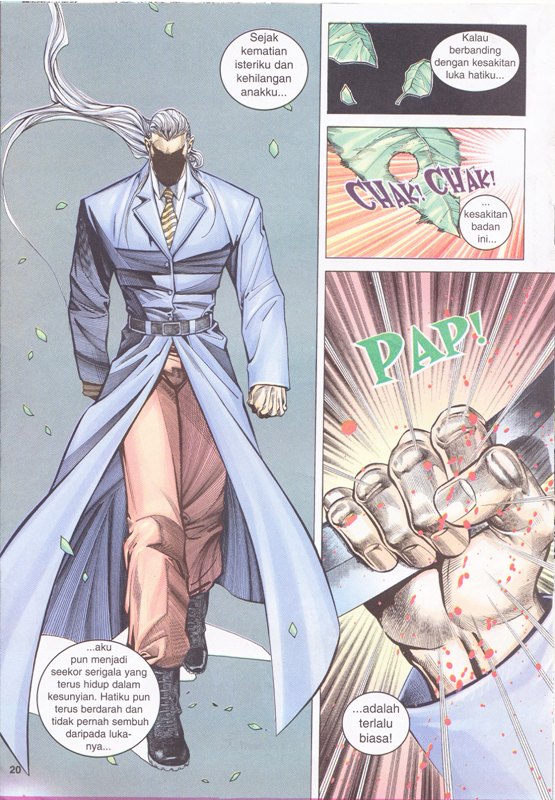 Sejak
kematian
isteriku dan
kehilangan
anakku...
...aku
pun menjadi
seekor serigala yang
terus hidup dalam
kesunyian. Hatiku pun
terus berdarah dan
tidak pernah sembuh
daripada luka-
nya...
Kalau
berbanding
dengan kesakitan
luka hatiku...
CHAK! CHAK!
...
kesakitan
badan
ini...
PAP!
...adalah
terlalu
biasa!
20